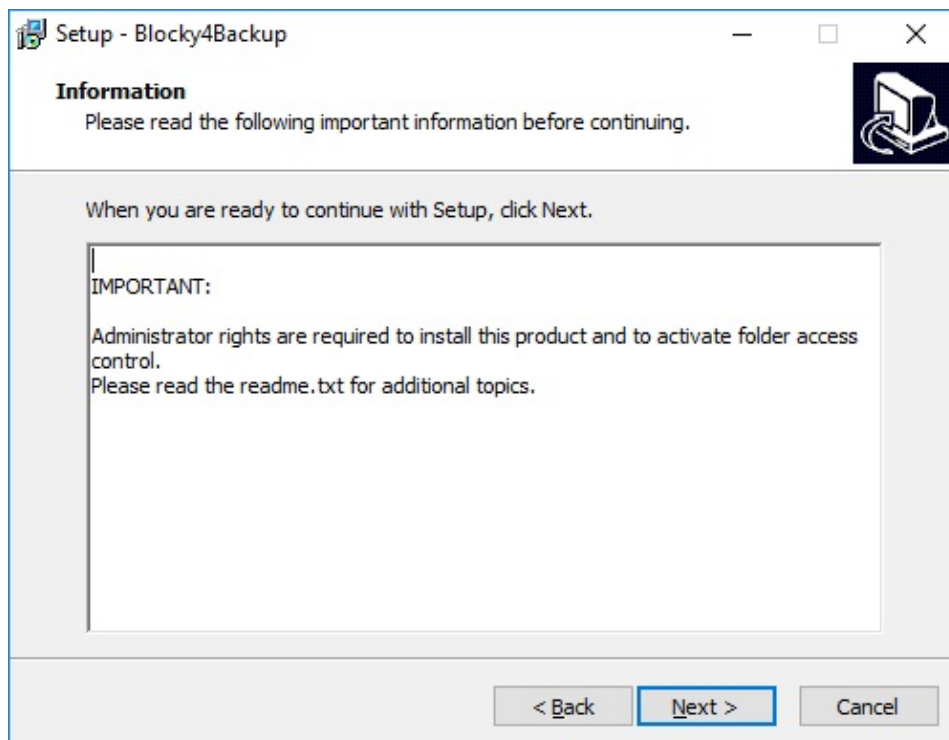 Setup - Blocky4Backup
Information
Please read the following important information before continuing.
When you are ready to continue with Setup, click Next.
IMPORTANT:
Administrator rights are required to install this product and to activate folder access
control.
Please read the readme.txt for additional topics.
< Back Next > Cancel